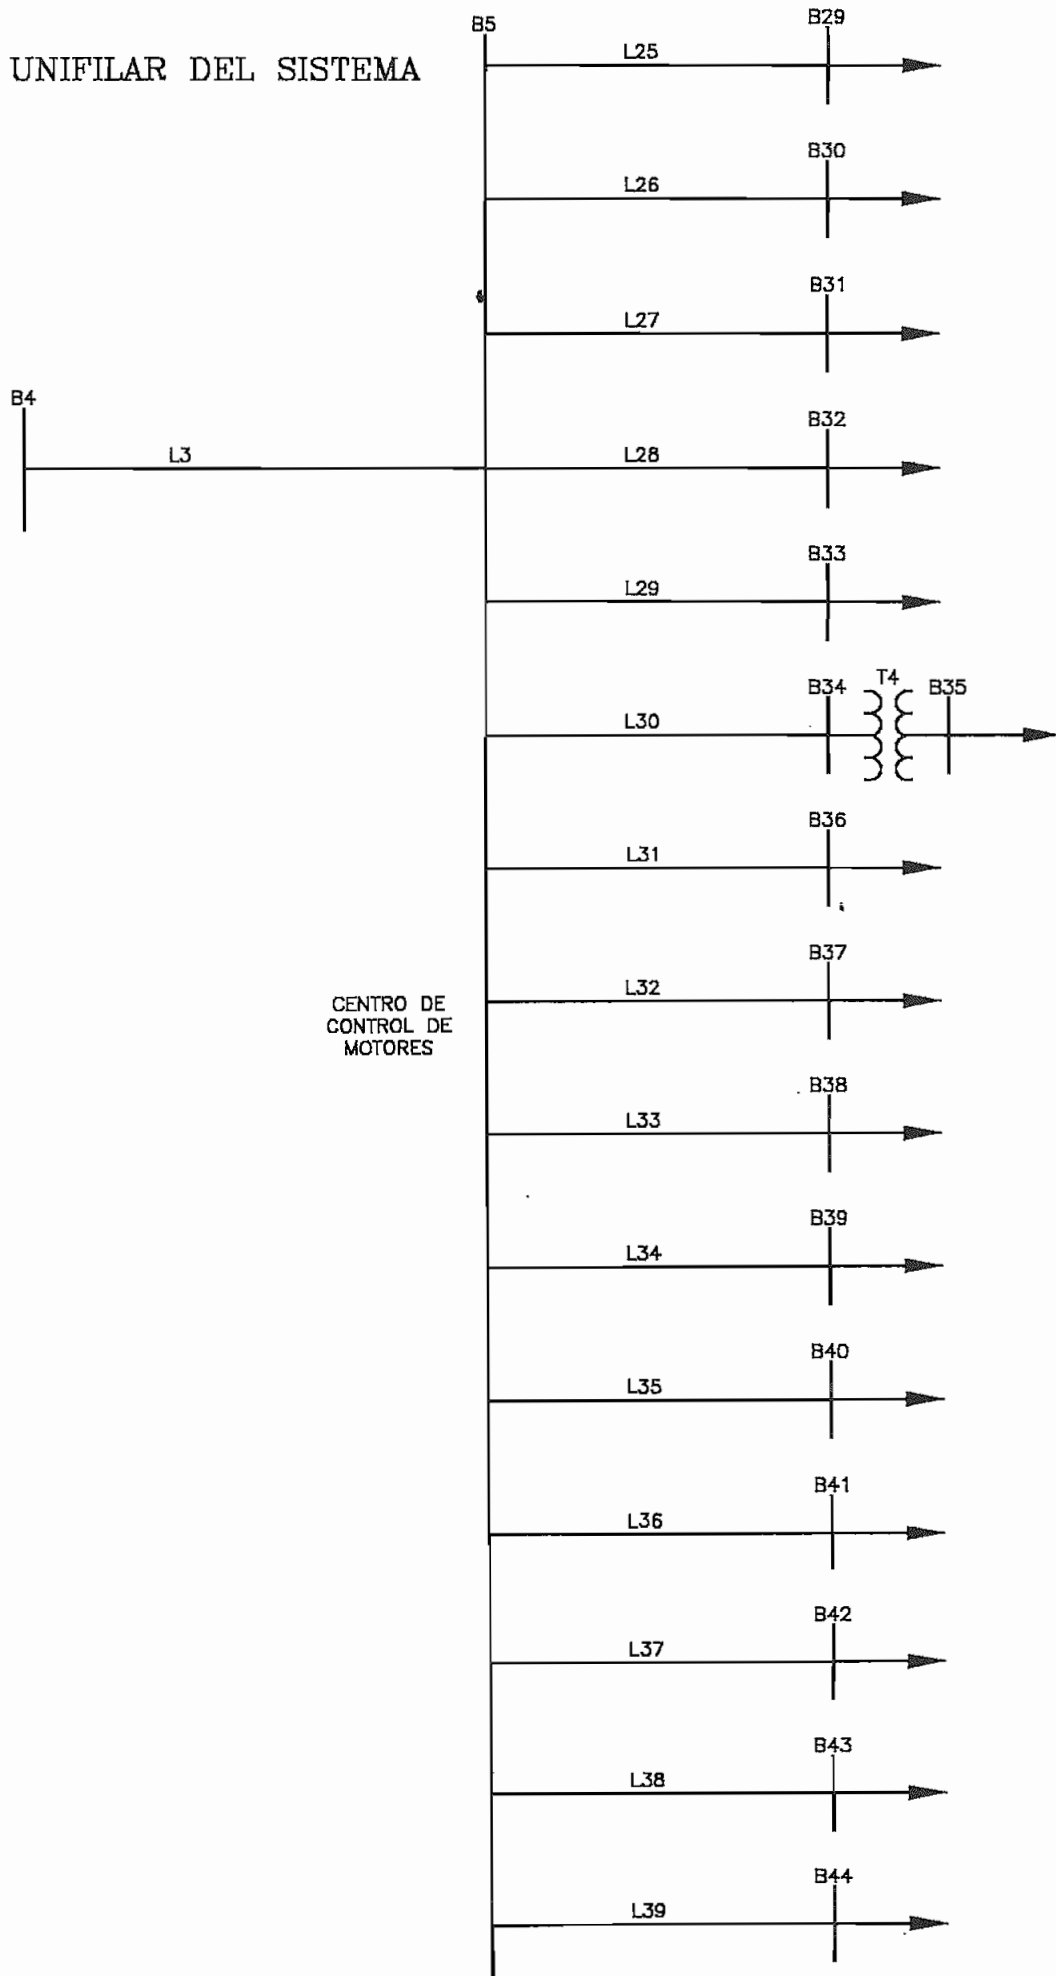 B5
B29
UNIFILAR DEL SISTEMA
L25
B30
L26
B31
L27
B4
B32
L3
L28
B33
L29
B34
T4
B35
L30
B36
L31
B37
L32
CENTRO DE
CONTROL DE
MOTORES
B38
L33
B39
L34
B40
L35
B41
L36
B42
L37
B43
L38
B44
L39